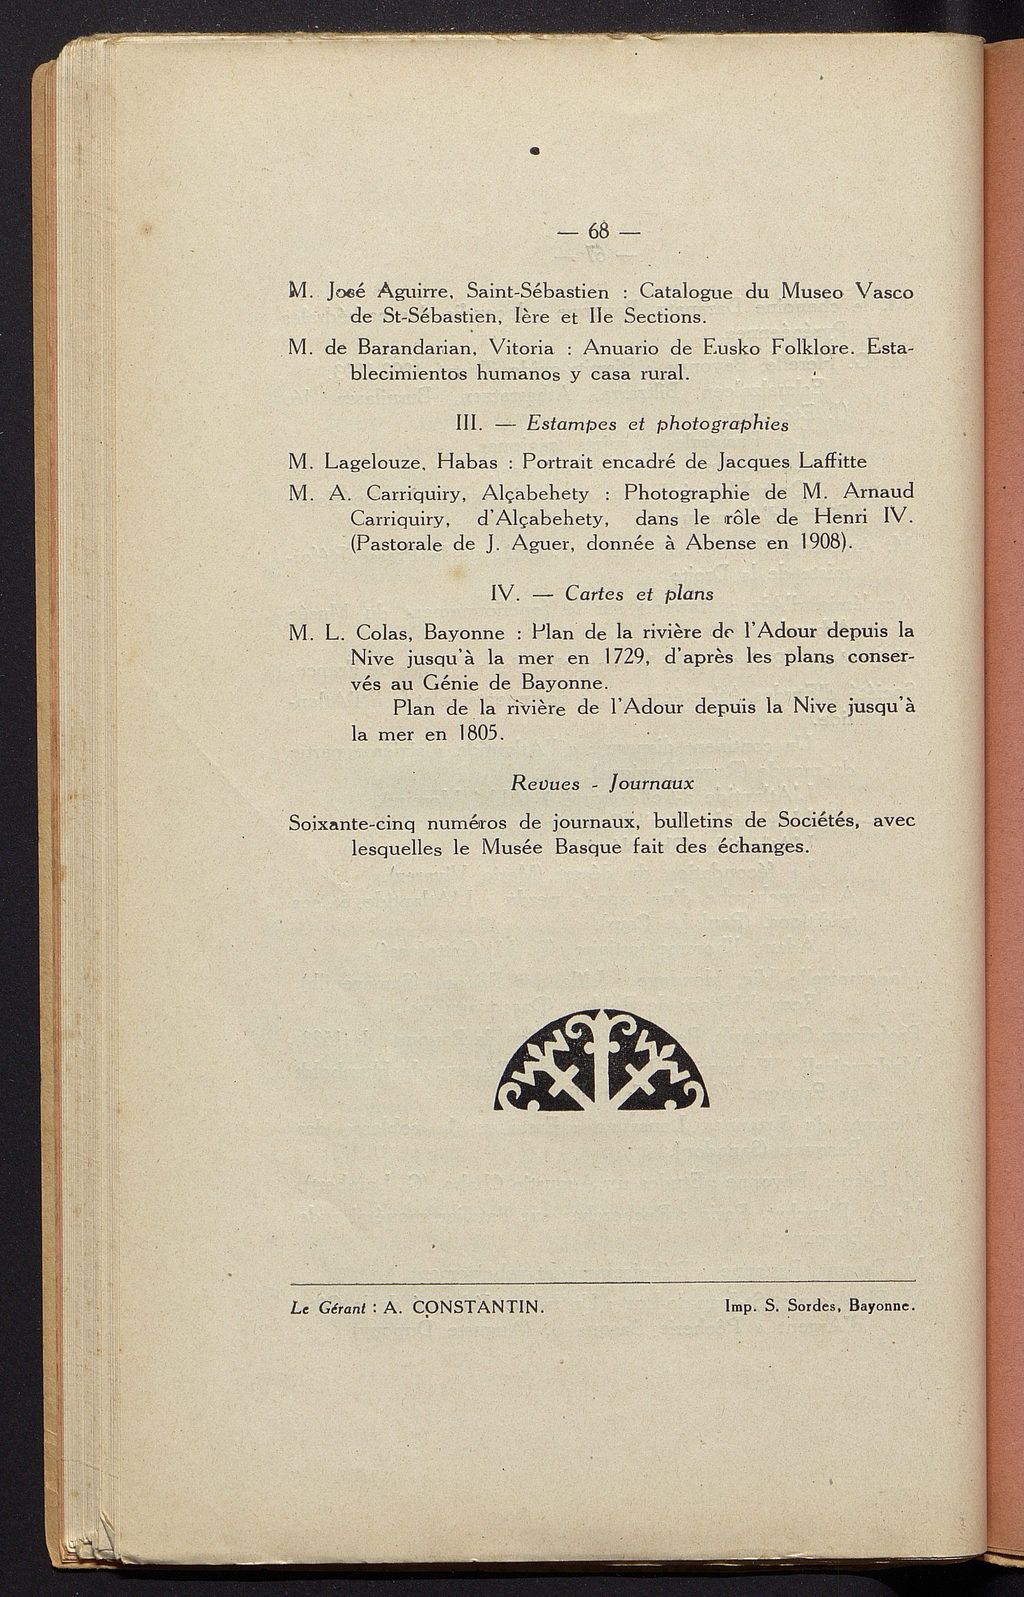 — 68 —
M. José Aguirre, Saint-Sébastien : Catalogue du Museo Vasco
de St-Sébastien, Ière et IIe Sections.
M. de Barandarian, Vitoria : Anuario de Eusko Folklore. Esta-
blecimientos humanos y casa rural.
III. — Estampes et photographies
M. Lagelouze, Habas : Portrait encadré de Jacques Laffitte
M. A. Carriquiry, Alçabehety : Photographie de M. Arnaud
Carriquiry, d'Alçabehety, dans le rôle de Henri IV.
(Pastorale de J. Aguer, donnée à Abense en 1908).
IV. — Cartes et plans
M. L. Colas, Bayonne : Plan de la rivière de l'Adour depuis la
Nive jusqu'à la mer en 1729, d'après les plans conser-
vés au Génie de Bayonne.
Plan de la rivière de l'Adour depuis la Nive jusqu'à
la mer en 1805.
Revues - Journaux
Soixante-cinq numéros de journaux, bulletins de Sociétés, avec
lesquelles le Musée Basque fait des échanges.
Le Gérant : A. CONSTANTIN. Imp. S. Sordes, Bayonne.